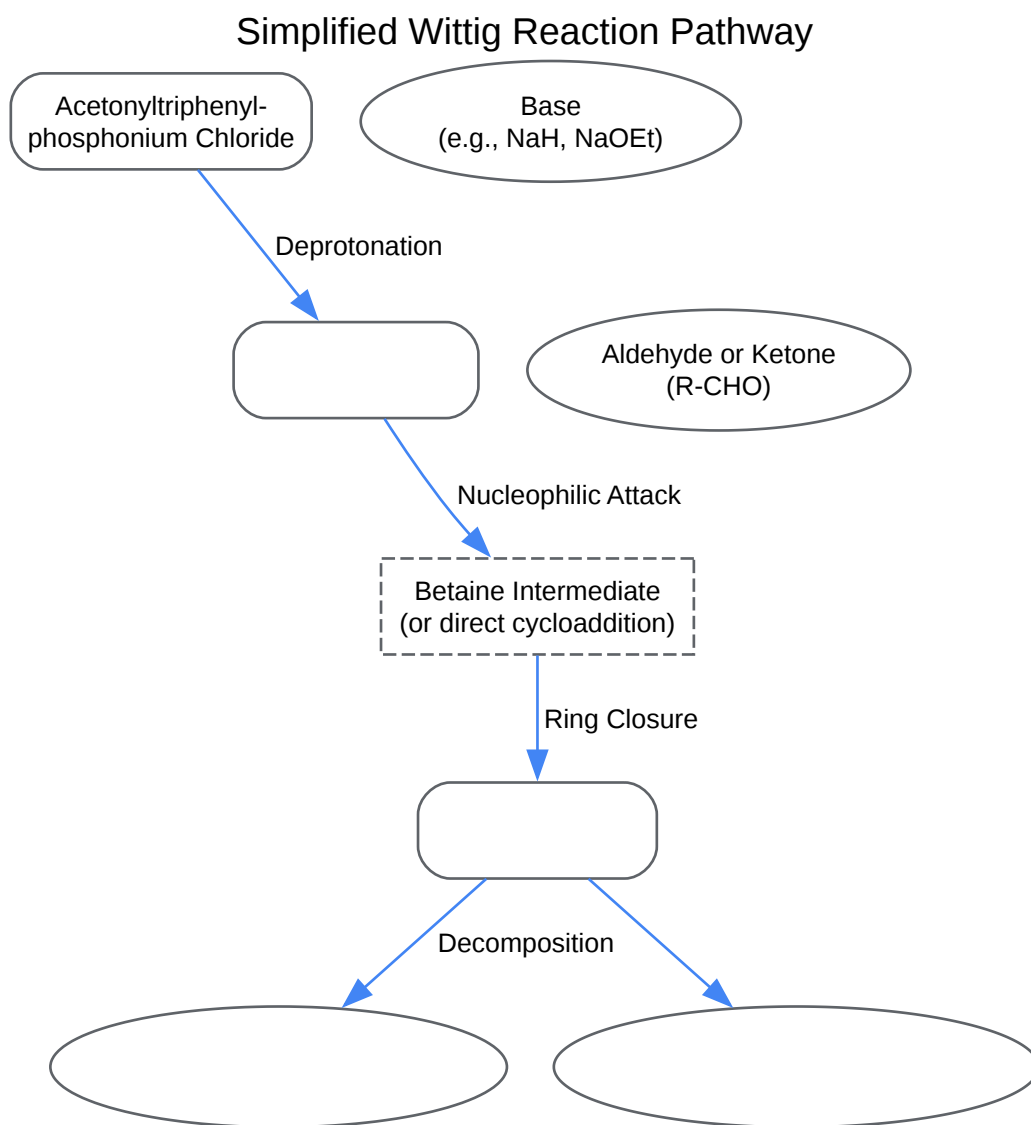 Simplified Wittig Reaction Pathway
Acetonyltriphenyl-
phosphonium Chloride
Base
(e.g., NaH, NaOEt)
Deprotonation
Aldehyde or Ketone
(R-CHO)
Nucleophilic Attack
Betaine Intermediate
(or direct cycloaddition)
Ring Closure
Decomposition